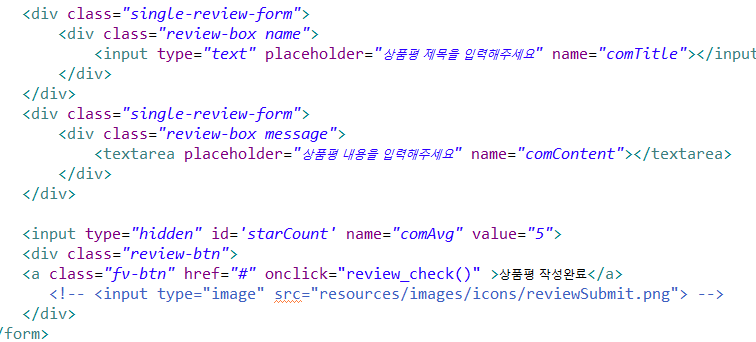 <div class="single-review-form">
<div class="review-box name">
<input type="text" placeholder="상품평 제목을 입력해주세요" name="comTitle"></input
</div>
</div>
<div class="single-review-form">
<div class="review-box message">
<textarea placeholder="상품평 내용을 입력해주세요" name="comContent"></textarea>
</div>
</div>
<input type="hidden" id='starCount' name="comAvg" value="5">
<div class="review-btn">
<a class="fv-btn" href="#" onclick="review_check()" >상품평 작성완료</a>
<!-- <input type="image" src="resources/images/icons/reviewSubmit.png"> -->
</div>
/form>